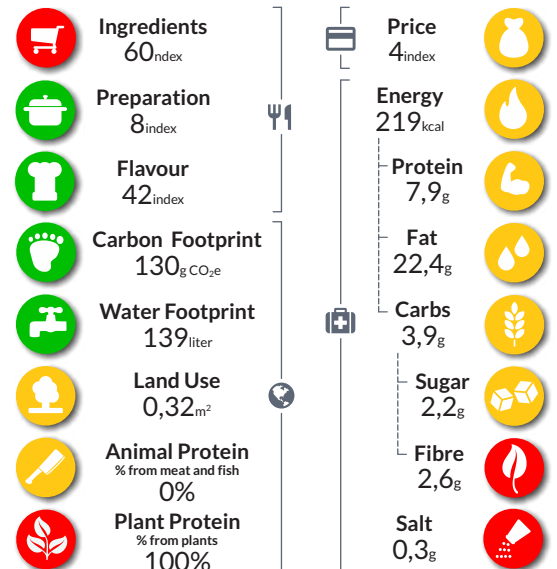 Ingredients
60ndex
Preparation
8index
Flavour
42index
Carbon Footprint
130g CO₂e
Water Footprint
139liter
Land Use
0,32m²
Animal Protein
% from meat and fish
0%
Plant Protein
% from plants
100%
Price
4index
Energy
219kcal
Protein
7,9g
Fat
22,4g
Carbs
3,9g
Sugar
2,2g
Fibre
2,6g
Salt
0,3g